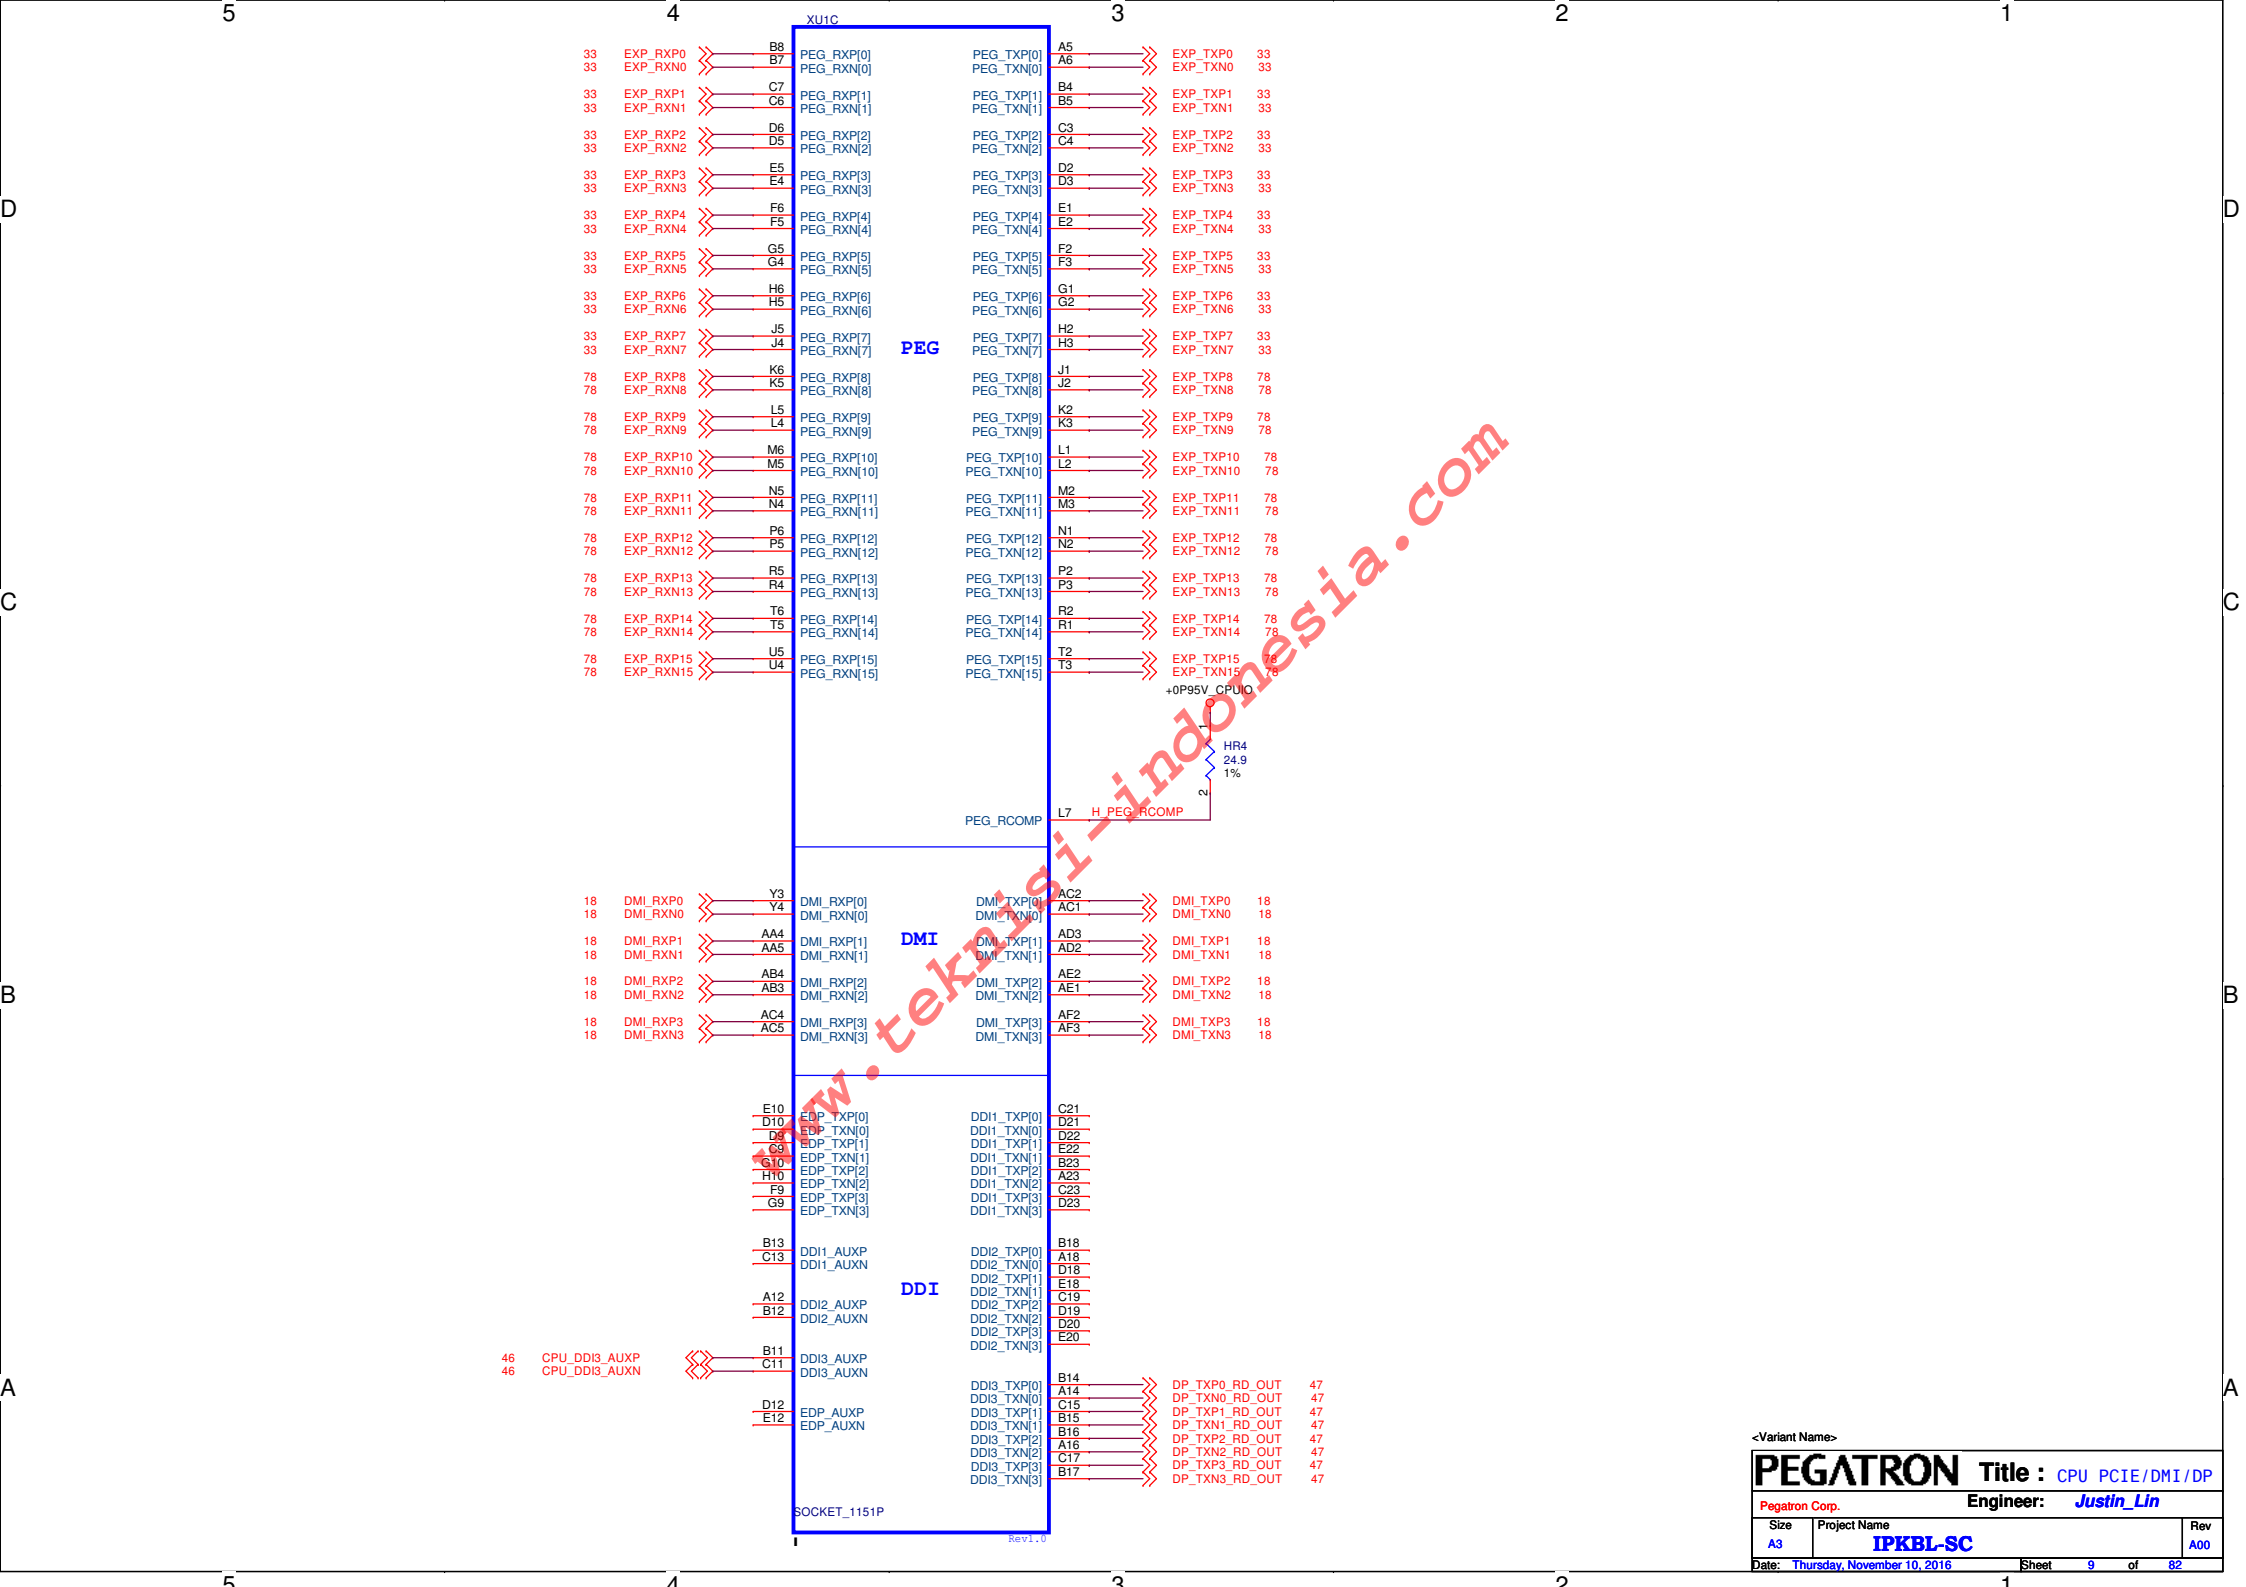 5 4 3 2 1
XU1C
33 EXP_RXP0 B8 PEG_RXP[0] PEG_TXP[0] A5 EXP_TXP0 33
33 EXP_RXN0 B7 PEG_RXN[0] PEG_TXN[0] A6 EXP_TXN0 33
33 EXP_RXP1 C7 PEG_RXP[1] PEG_TXP[1] B4 EXP_TXP1 33
33 EXP_RXN1 C6 PEG_RXN[1] PEG_TXN[1] B5 EXP_TXN1 33
33 EXP_RXP2 D6 PEG_RXP[2] PEG_TXP[2] C3 EXP_TXP2 33
33 EXP_RXN2 D5 PEG_RXN[2] PEG_TXN[2] C4 EXP_TXN2 33
33 EXP_RXP3 E5 PEG_RXP[3] PEG_TXP[3] D2 EXP_TXP3 33
33 EXP_RXN3 E4 PEG_RXN[3] PEG_TXN[3] D3 EXP_TXN3 33
D D
33 EXP_RXP4 F6 PEG_RXP[4] PEG_TXP[4] E1 EXP_TXP4 33
33 EXP_RXN4 F5 PEG_RXN[4] PEG_TXN[4] E2 EXP_TXN4 33
33 EXP_RXP5 G5 PEG_RXP[5] PEG_TXP[5] F2 EXP_TXP5 33
33 EXP_RXN5 G4 PEG_RXN[5] PEG_TXN[5] F3 EXP_TXN5 33
33 EXP_RXP6 H6 PEG_RXP[6] PEG_TXP[6] G1 EXP_TXP6 33
33 EXP_RXN6 H5 PEG_RXN[6] PEG_TXN[6] G2 EXP_TXN6 33
33 EXP_RXP7 J5 PEG_RXP[7] PEG_TXP[7] H2 EXP_TXP7 33
33 EXP_RXN7 J4 PEG_RXN[7] PEG PEG_TXN[7] H3 EXP_TXN7 33
78 EXP_RXP8 K6 PEG_RXP[8] PEG_TXP[8] J1 EXP_TXP8 78
78 EXP_RXN8 K5 PEG_RXN[8] PEG_TXN[8] J2 EXP_TXN8 78
78 EXP_RXP9 L5 PEG_RXP[9] PEG_TXP[9] K2 EXP_TXP9 78
78 EXP_RXN9 L4 PEG_RXN[9] PEG_TXN[9] K3 EXP_TXN9 78
78 EXP_RXP10 M6 PEG_RXP[10] PEG_TXP[10] L1 EXP_TXP10 78
78 EXP_RXN10 M5 PEG_RXN[10] PEG_TXN[10] L2 EXP_TXN10 78
78 EXP_RXP11 N5 PEG_RXP[11] PEG_TXP[11] M2 EXP_TXP11 78
78 EXP_RXN11 N4 PEG_RXN[11] PEG_TXN[11] M3 EXP_TXN11 78
78 EXP_RXP12 P6 PEG_RXP[12] PEG_TXP[12] N1 EXP_TXP12 78
78 EXP_RXN12 P5 PEG_RXN[12] PEG_TXN[12] N2 EXP_TXN12 78
78 EXP_RXP13 R5 PEG_RXP[13] PEG_TXP[13] P2 EXP_TXP13 78
78 EXP_RXN13 R4 PEG_RXN[13] PEG_TXN[13] P3 EXP_TXN13 78
C C
78 EXP_RXP14 T6 PEG_RXP[14] PEG_TXP[14] R2 EXP_TXP14 78
78 EXP_RXN14 T5 PEG_RXN[14] PEG_TXN[14] R1 EXP_TXN14 78
78 EXP_RXP15 U5 PEG_RXP[15] PEG_TXP[15] T2 EXP_TXP15 78
78 EXP_RXN15 U4 PEG_RXN[15] PEG_TXN[15] T3 EXP_TXN15 78
+0P95V_CPUIO
1
HR4
24.9
1%
2
PEG_RCOMP L7 H_PEG_RCOMP
www.teknisi-indonesia.com
18 DMI_RXP0 Y3 DMI_RXP[0] DMI_TXP[0] AC2 DMI_TXP0 18
18 DMI_RXN0 Y4 DMI_RXN[0] DMI_TXN[0] AC1 DMI_TXN0 18
DMI
18 DMI_RXP1 AA4 DMI_RXP[1] DMI_TXP[1] AD3 DMI_TXP1 18
18 DMI_RXN1 AA5 DMI_RXN[1] DMI_TXN[1] AD2 DMI_TXN1 18
18 DMI_RXP2 AB4 DMI_RXP[2] DMI_TXP[2] AE2 DMI_TXP2 18
18 DMI_RXN2 AB3 DMI_RXN[2] DMI_TXN[2] AE1 DMI_TXN2 18
B B
18 DMI_RXP3 AC4 DMI_RXP[3] DMI_TXP[3] AF2 DMI_TXP3 18
18 DMI_RXN3 AC5 DMI_RXN[3] DMI_TXN[3] AF3 DMI_TXN3 18
E10 EDP_TXP[0] DDI1_TXP[0] C21
D10 EDP_TXN[0] DDI1_TXN[0] D21
D9 EDP_TXP[1] DDI1_TXP[1] D22
C9 EDP_TXN[1] DDI1_TXN[1] E22
G10 EDP_TXP[2] DDI1_TXP[2] B23
H10 EDP_TXN[2] DDI1_TXN[2] A23
F9 EDP_TXP[3] DDI1_TXP[3] C23
G9 EDP_TXN[3] DDI1_TXN[3] D23
B13 DDI1_AUXP DDI2_TXP[0] B18
C13 DDI1_AUXN DDI2_TXN[0] A18
DDI2_TXP[1] D18
DDI DDI2_TXN[1] E18
A12 DDI2_AUXP DDI2_TXP[2] C19
B12 DDI2_AUXN DDI2_TXN[2] D19
DDI2_TXP[3] D20
DDI2_TXN[3] E20
46 CPU_DDI3_AUXP B11 DDI3_AUXP
46 CPU_DDI3_AUXN C11 DDI3_AUXN
A A
DDI3_TXP[0] B14 DP_TXP0_RD_OUT 47
DDI3_TXN[0] A14 DP_TXN0_RD_OUT 47
D12 EDP_AUXP DDI3_TXP[1] C15 DP_TXP1_RD_OUT 47
E12 EDP_AUXN DDI3_TXN[1] B15 DP_TXN1_RD_OUT 47
DDI3_TXP[2] B16 DP_TXP2_RD_OUT 47
DDI3_TXN[2] A16 DP_TXN2_RD_OUT 47
DDI3_TXP[3] C17 DP_TXP3_RD_OUT 47
DDI3_TXN[3] B17 DP_TXN3_RD_OUT 47
SOCKET_1151P
Rev1.0
<Variant Name>
PEGATRON Title : CPU PCIE/DMI/DP
Pegatron Corp. Engineer: Justin_Lin
Size Project Name Rev
A3 IPKBL-SC A00
Date: Thursday, November 10, 2016 Sheet 9 of 82
5 4 3 2 1